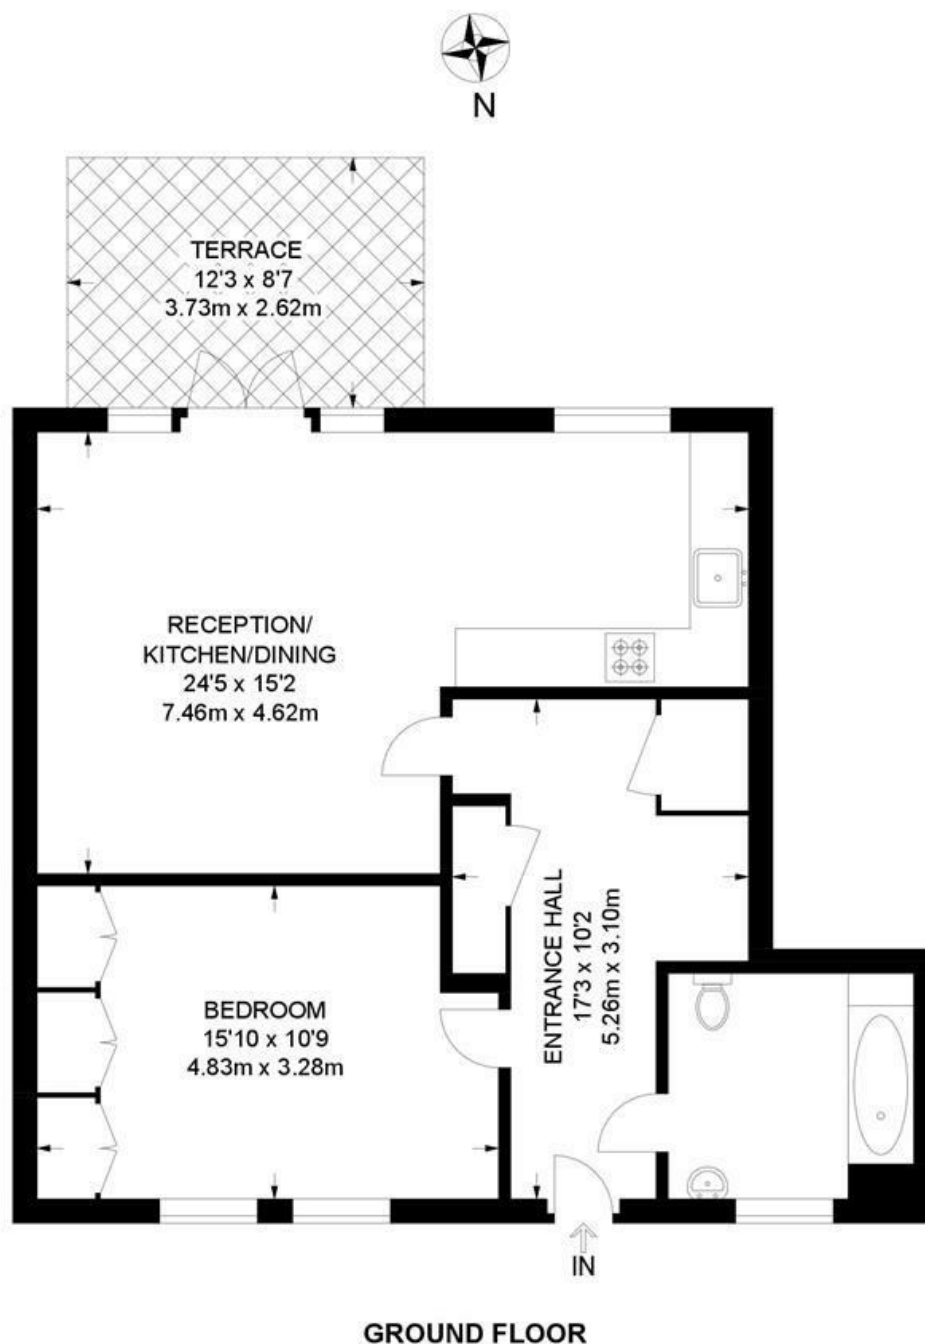 N
TERRACE
12'3 x 8'7
3.73m x 2.62m
RECEPTION/
KITCHEN/DINING
24'5 x 15'2
7.46m x 4.62m
ENTRANCE HALL
17'3 x 10'2
5.26m x 3.10m
BEDROOM
15'10 x 10'9
4.83m x 3.28m
IN
GROUND FLOOR